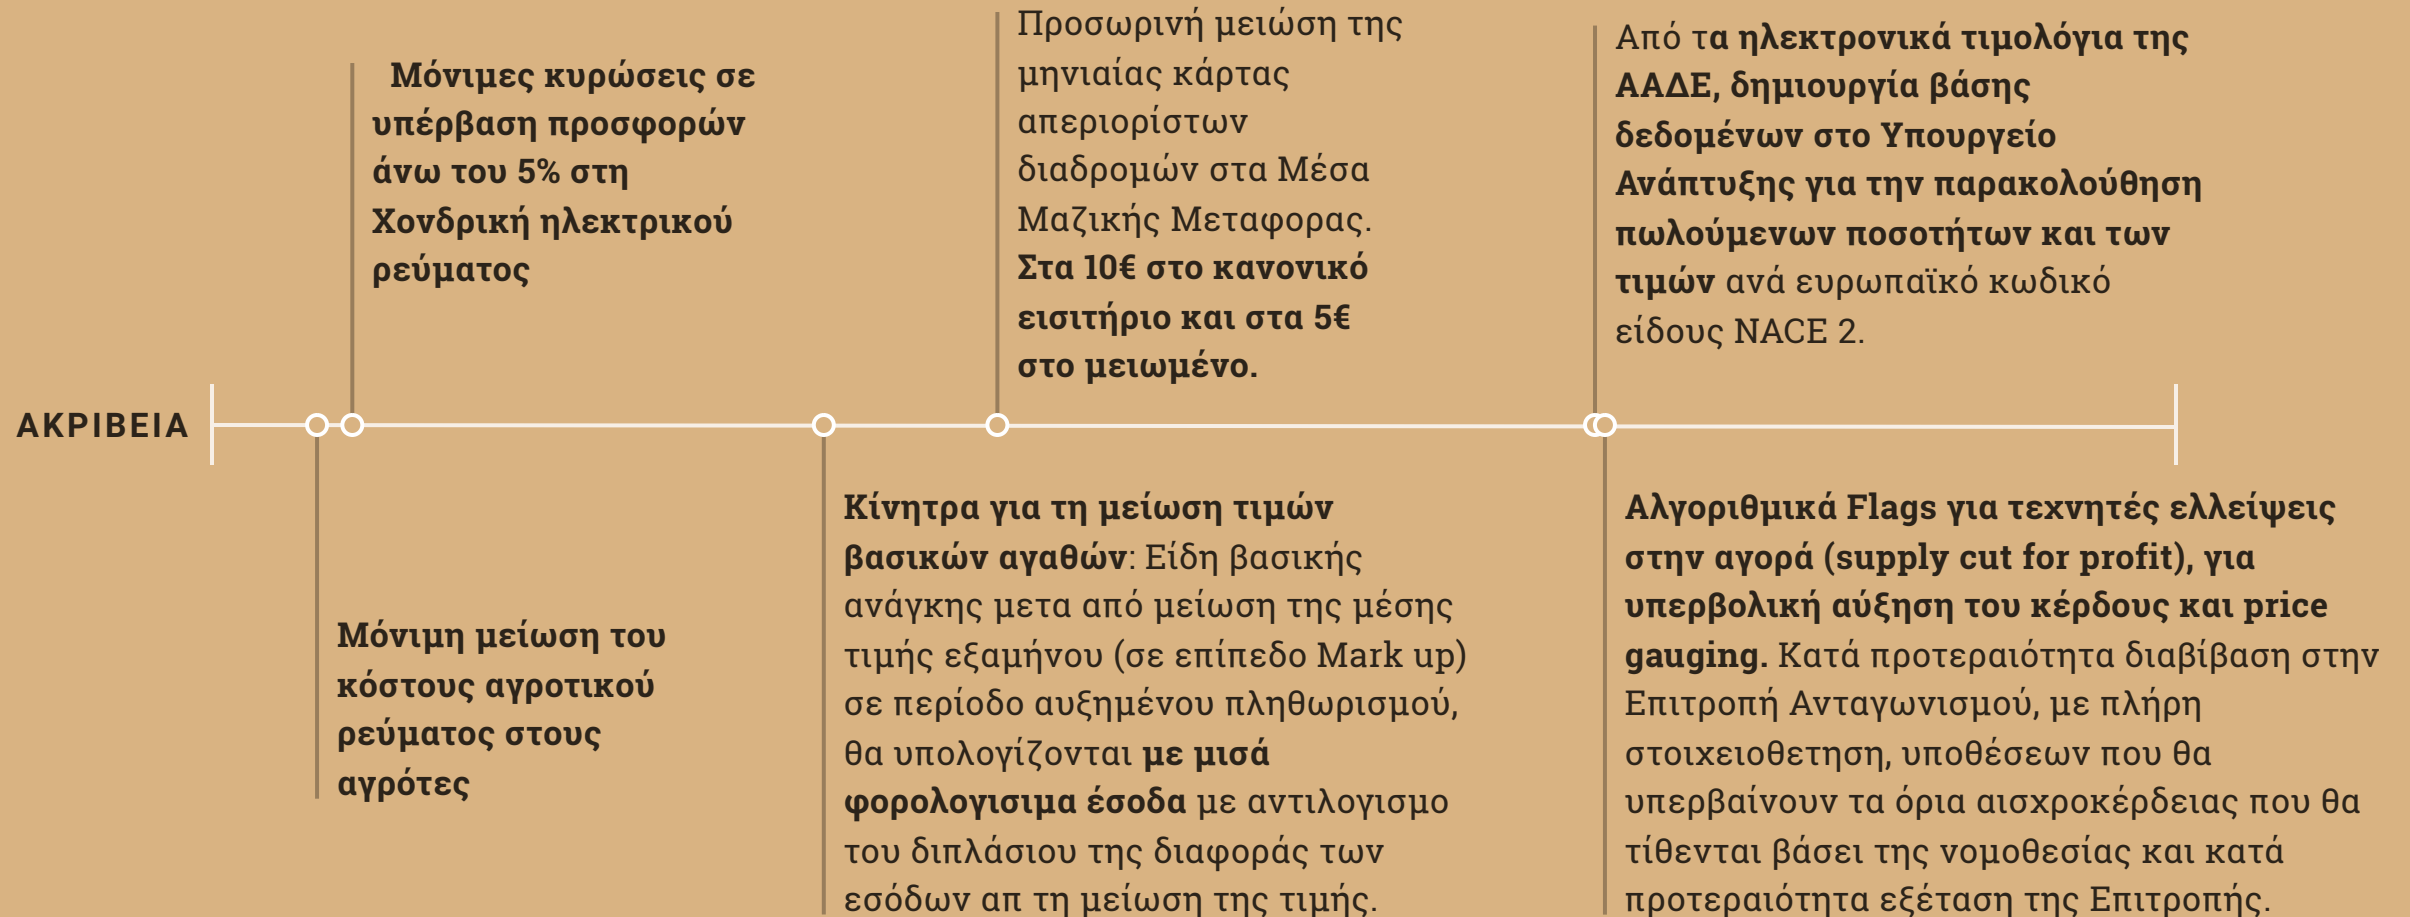 Μόνιμες κυρώσεις σε
υπέρβαση προσφορών
άνω του 5% στη
Χονδρική ηλεκτρικού
ρεύματος
Προσωρινή μειώση της
μηνιαίας κάρτας
απεριορίστων
διαδρομών στα Μέσα
Μαζικής Μεταφορας.
Στα 10€ στο κανονικό
εισιτήριο και στα 5€
στο μειωμένο.
Από τα ηλεκτρονικά τιμολόγια της
ΑΑΔΕ, δημιουργία βάσης
δεδομένων στο Υπουργείο
Ανάπτυξης για την παρακολούθηση
πωλούμενων ποσοτήτων και των
τιμών ανά ευρωπαϊκό κωδικό
είδους NACE 2.
ΑΚΡΙΒΕΙΑ
Μόνιμη μείωση του
κόστους αγροτικού
ρεύματος στους
αγρότες
Κίνητρα για τη μείωση τιμών
βασικών αγαθών: Είδη βασικής
ανάγκης μετα από μείωση της μέσης
τιμής εξαμήνου (σε επίπεδο Mark up)
σε περίοδο αυξημένου πληθωρισμού,
θα υπολογίζονται με μισά
φορολογισιμα έσοδα με αντιλογισμο
του διπλάσιου της διαφοράς των
εσόδων απ τη μείωση της τιμής.
Αλγοριθμικά Flags για τεχνητές ελλείψεις
στην αγορά (supply cut for profit), για
υπερβολική αύξηση του κέρδους και price
gauging. Κατά προτεραιότητα διαβίβαση στην
Επιτροπή Ανταγωνισμού, με πλήρη
στοιχειοθετηση, υποθέσεων που θα
υπερβαίνουν τα όρια αισχροκέρδειας που θα
τίθενται βάσει της νομοθεσίας και κατά
προτεραιότητα εξέταση της Επιτροπής.